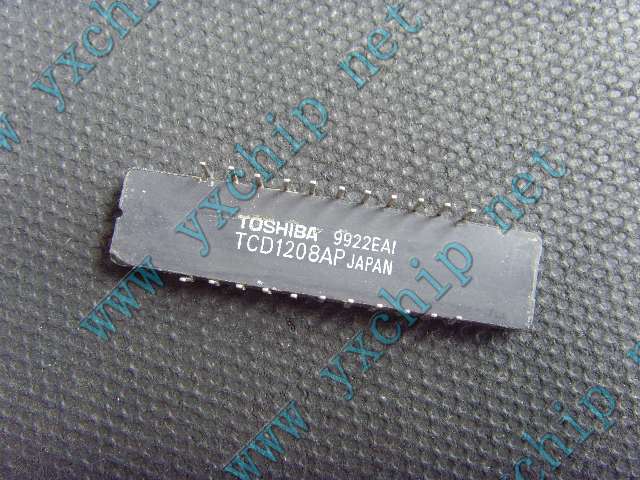 www yxchip net
TOSHIBA 9922EAI
TCD1208AP JAPAN
www yxchip net
www yxchip net